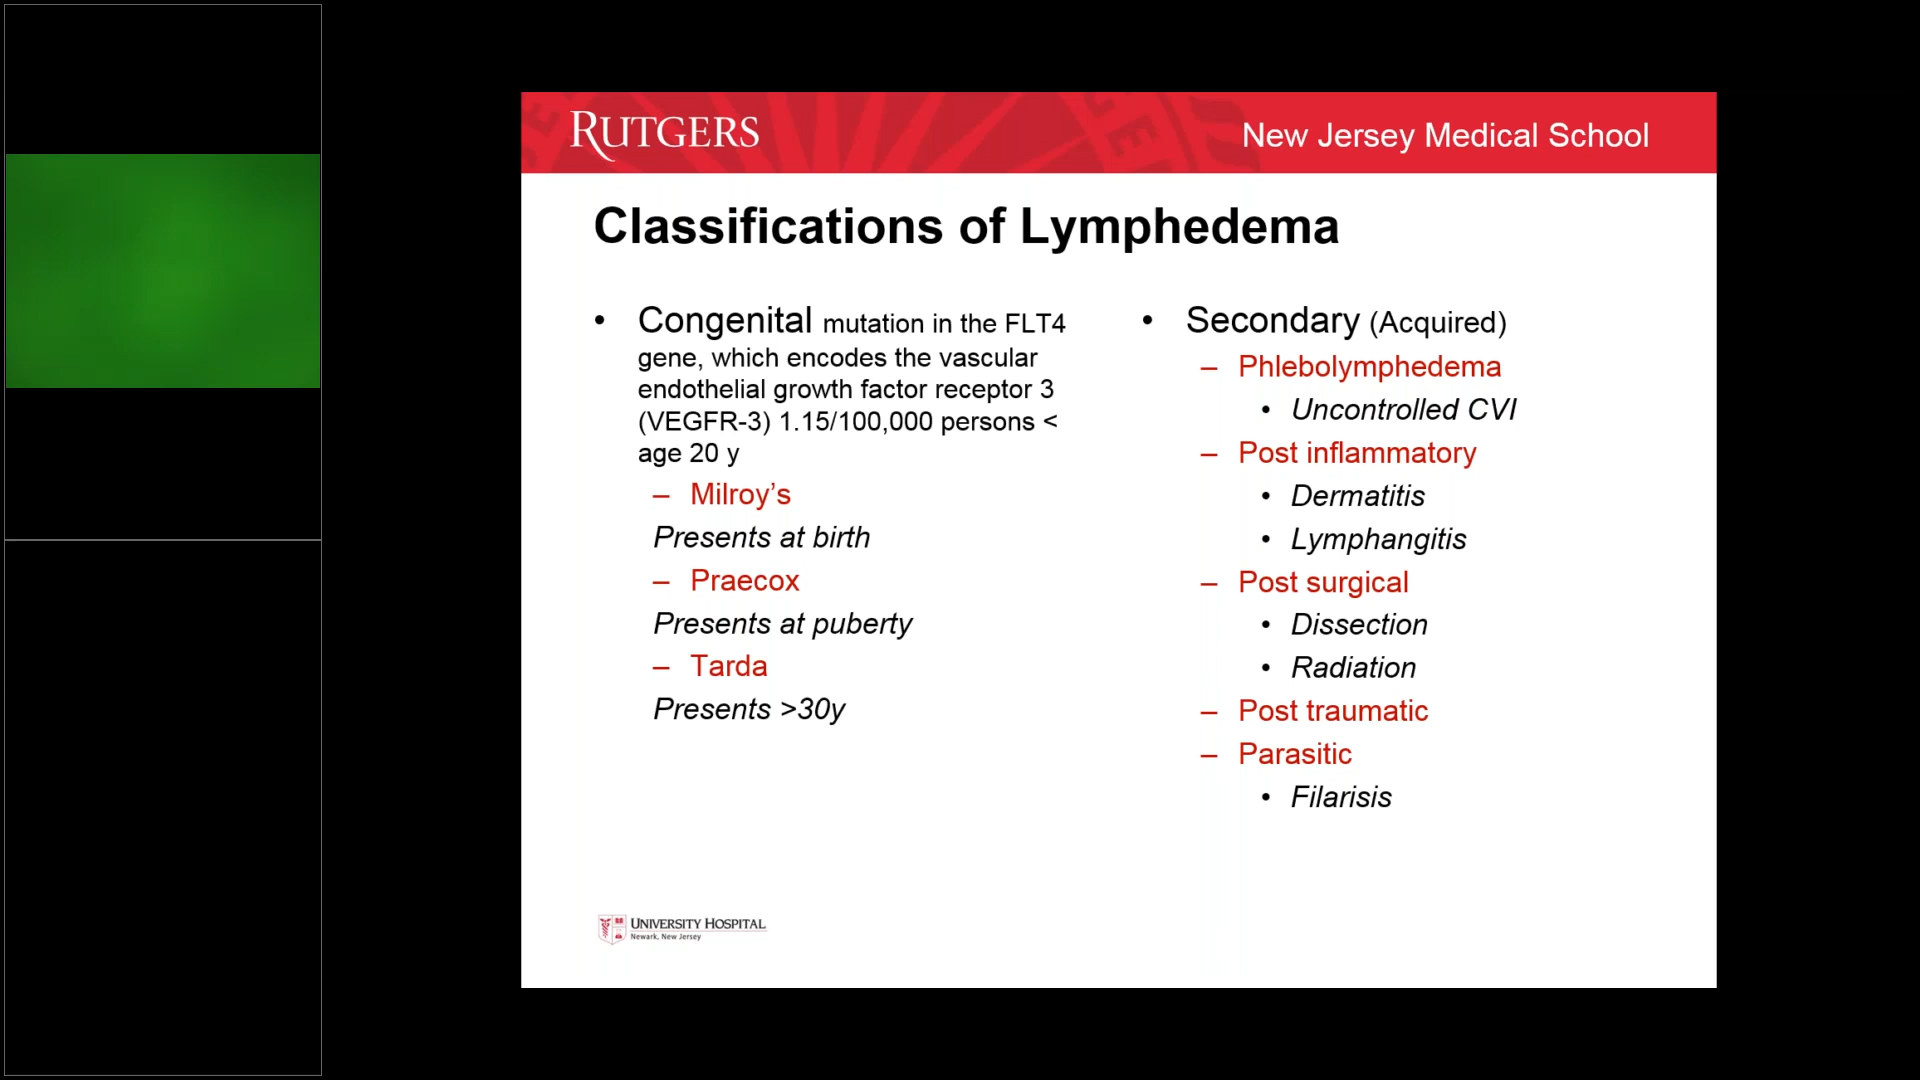 RUTGERS
New Jersey Medical School
Classifications of Lymphedema
• Congenital mutation in the FLT4
gene, which encodes the vascular
endothelial growth factor receptor 3
(VEGFR-3) 1.15/100,000 persons <
age 20 y
– Milroy’s
Presents at birth
– Praecox
Presents at puberty
– Tarda
Presents >30y
• Secondary (Acquired)
– Phlebolymphedema
• Uncontrolled CVI
– Post inflammatory
• Dermatitis
• Lymphangitis
– Post surgical
• Dissection
• Radiation
– Post traumatic
– Parasitic
• Filarisis
UNIVERSITY HOSPITAL
Newark, New Jersey